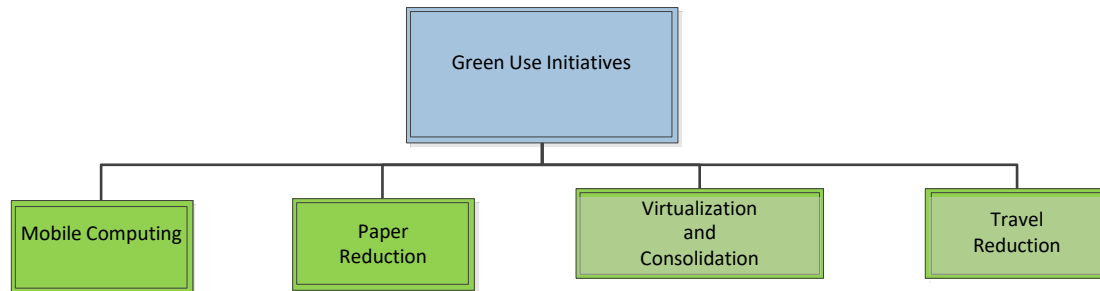 Green Use Initiatives
Mobile Computing
Paper
Reduction
Virtualization
and
Consolidation
Travel
Reduction